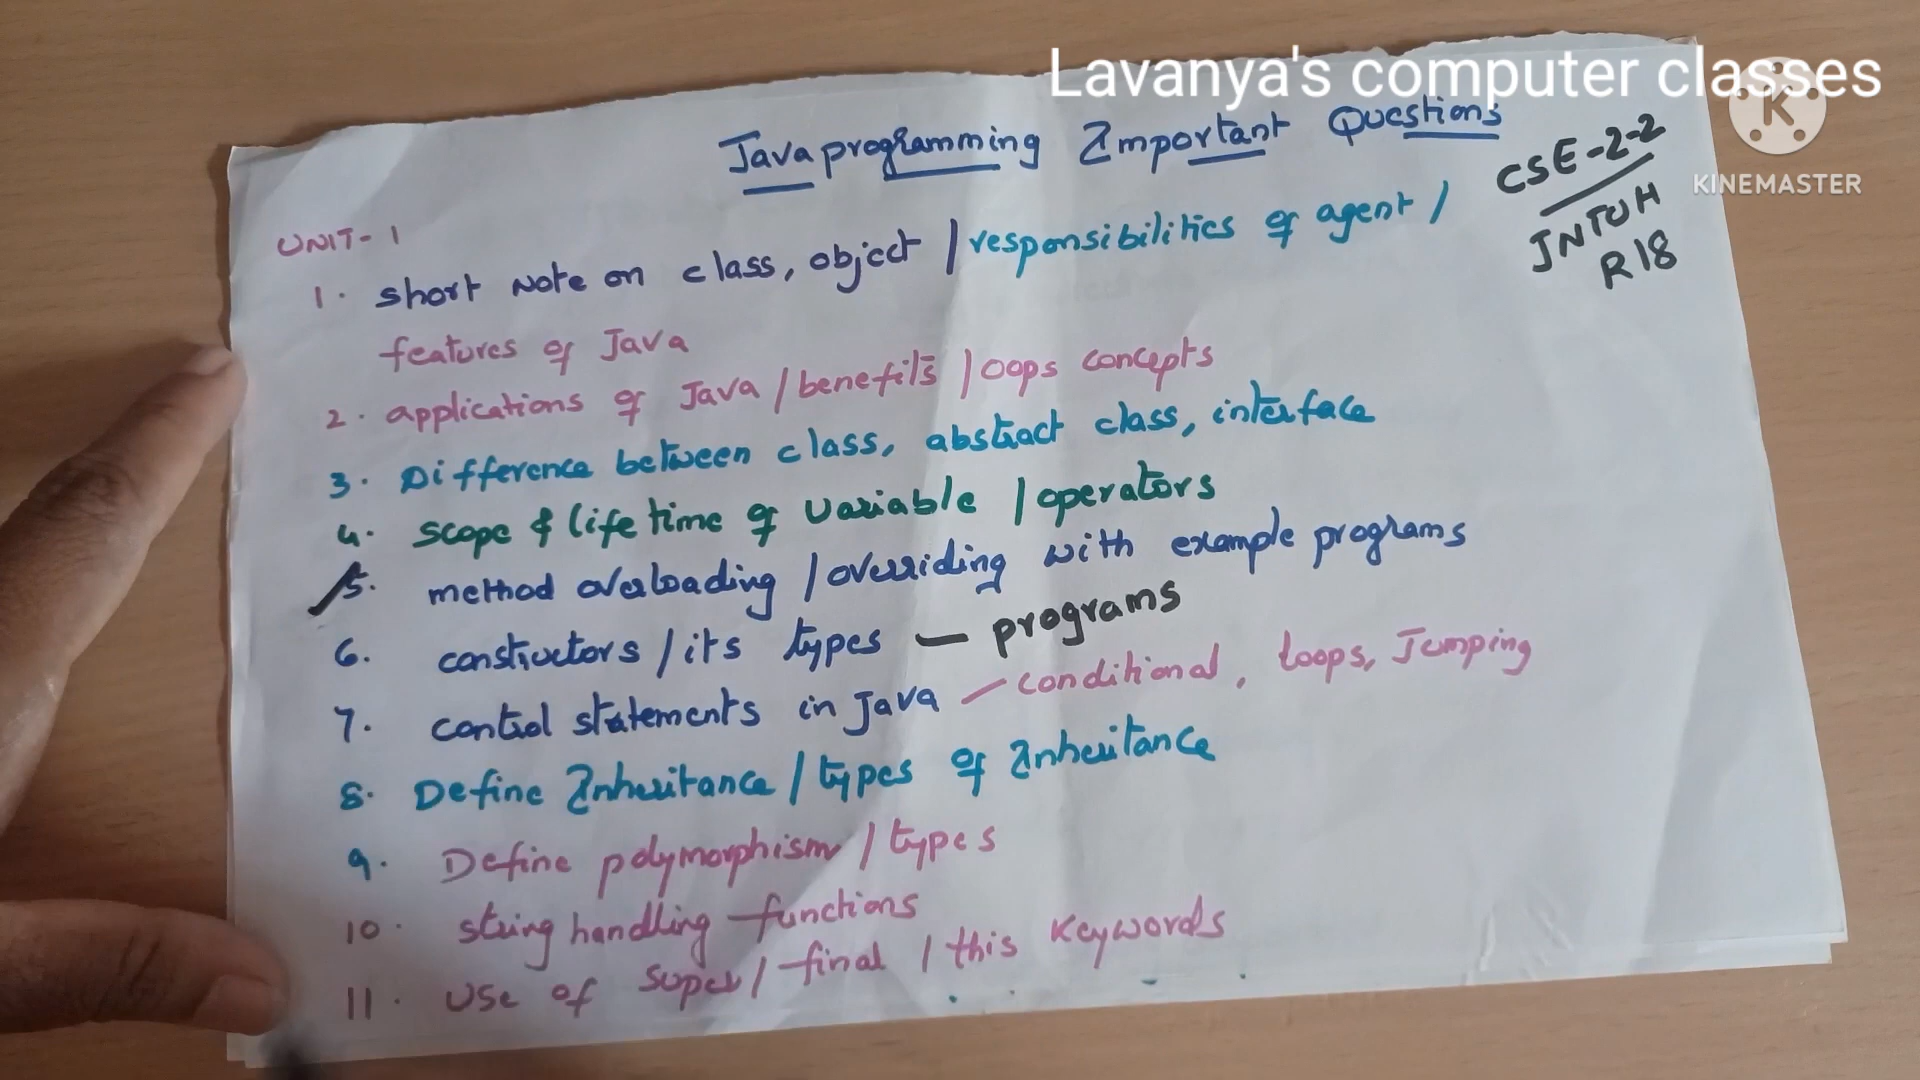 Lavanya's computer classes
KINEMASTER
Java programming Important Questions
CSE-2-2
JNTUH
R18
UNIT-1
1. short note on class, object / responsibilities of agent /
features of Java
2. applications of Java / benefits / oops concepts
3. Difference between class, abstract class, interface
4. scope & life time of variable / operators
5. method overloading / overriding with example programs
6. constructors / its types — programs
7. control statements in Java — conditional, loops, Jumping
8. Define Inheritance / types of Inheritance
9. Define polymorphism / types
10. string handling functions
11. use of super / final / this keywords